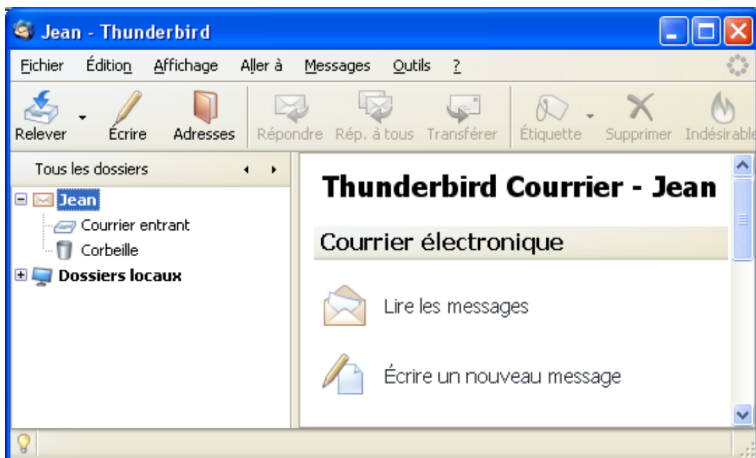 Jean - Thunderbird
Fichier Édition Affichage Aller à Messages Outils ?
Relever Écrire Adresses Répondre Rép. à tous Transférer Étiquette Supprimer Indésirable
Tous les dossiers
Jean
Courrier entrant
Corbeille
Dossiers locaux
Thunderbird Courrier - Jean
Courrier électronique
Lire les messages
Écrire un nouveau message